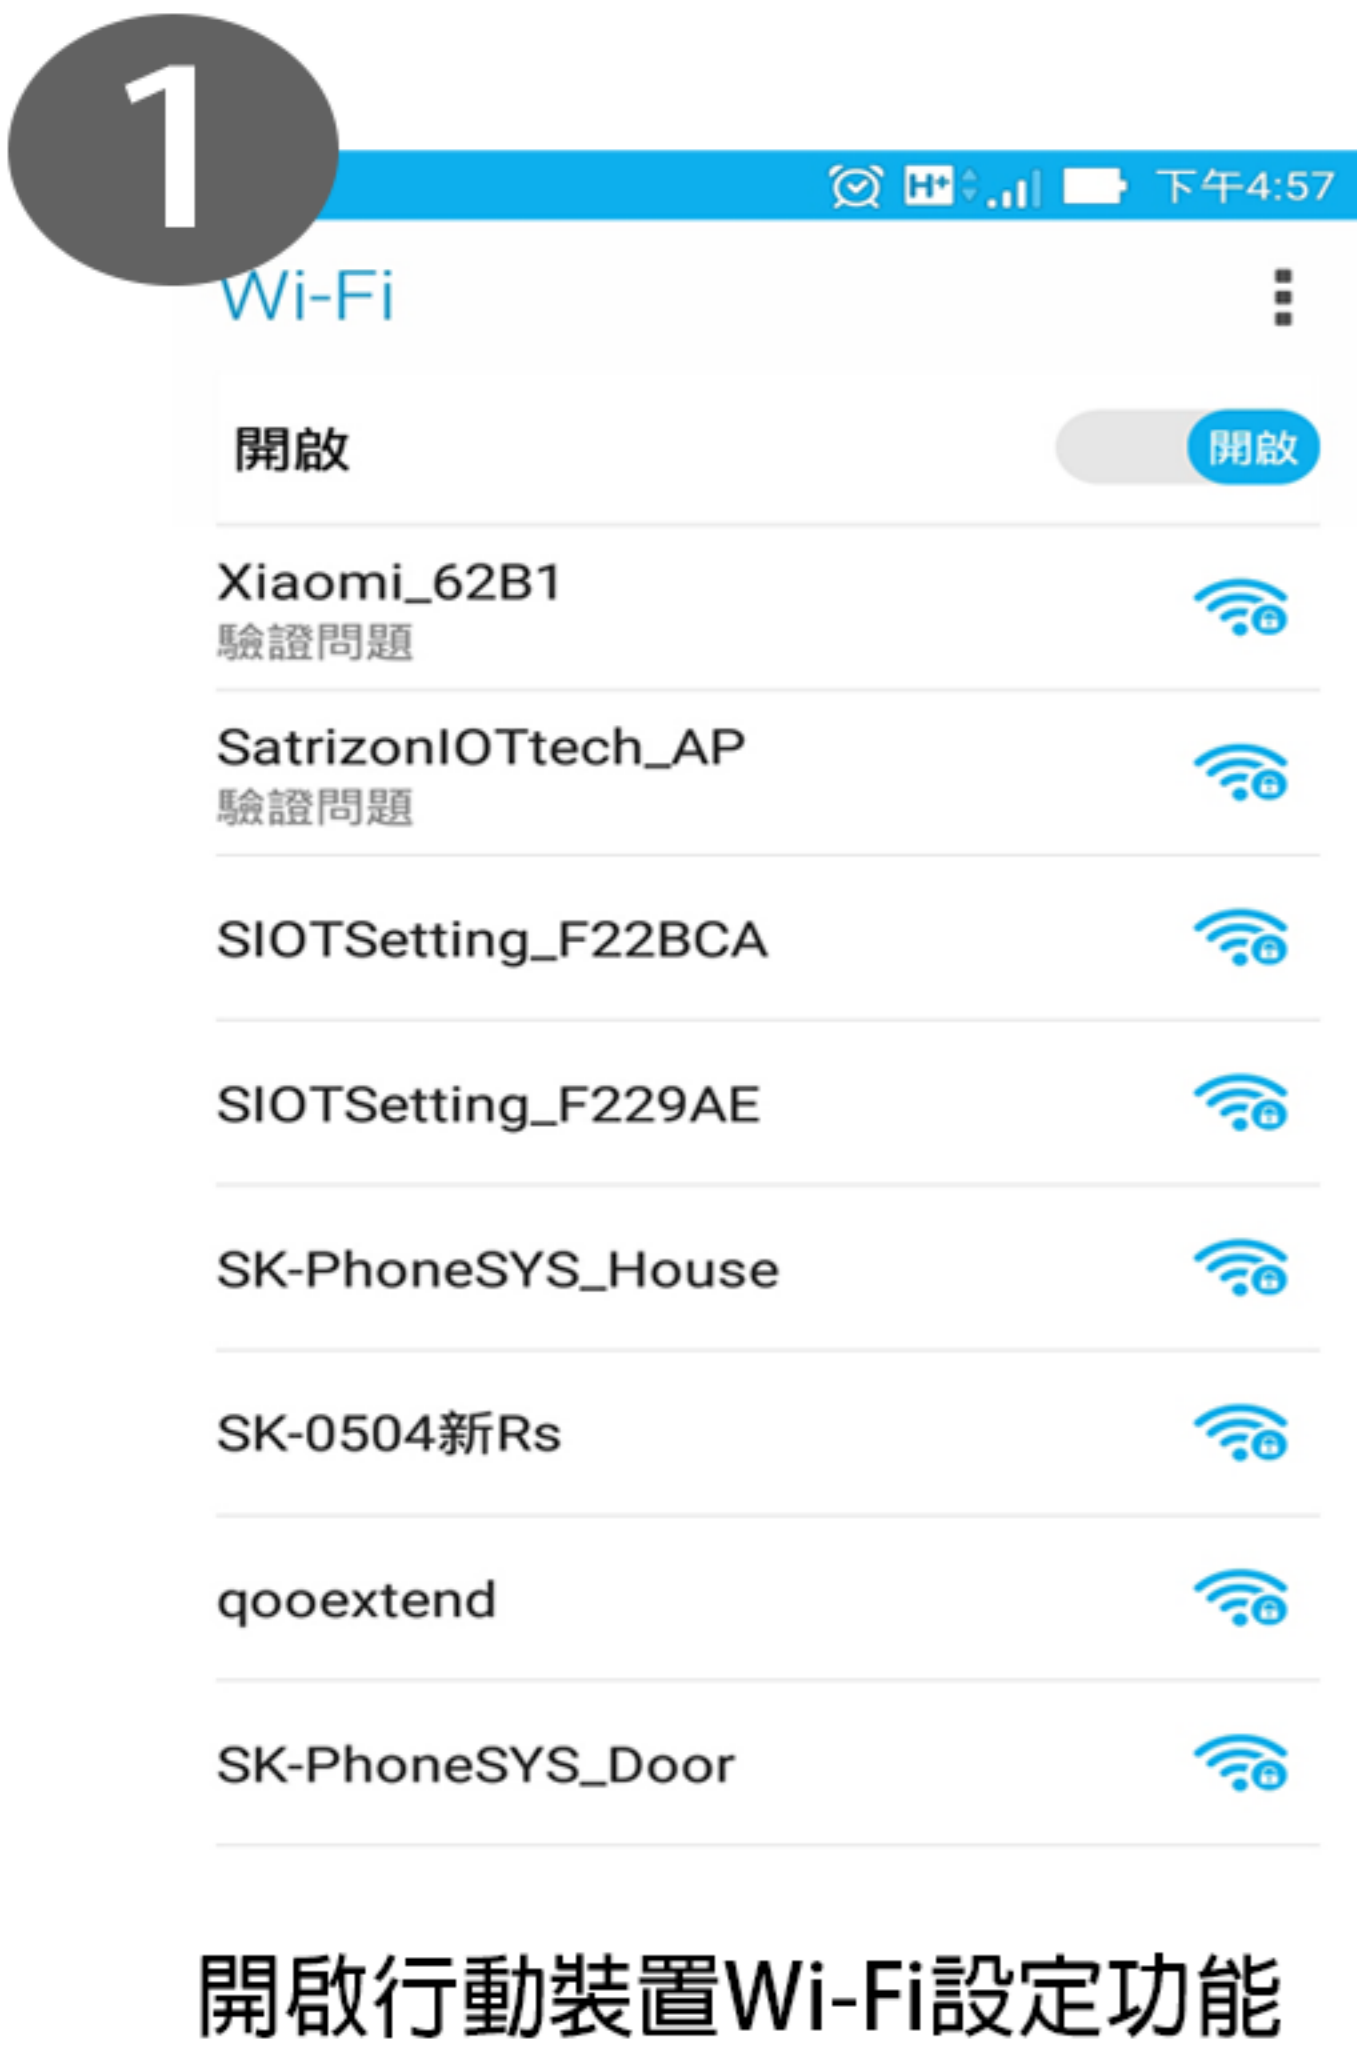 1
H+ 下午4:57
Wi-Fi
開啟 開啟
Xiaomi_62B1
驗證問題
SatrizonIOTtech_AP
驗證問題
SIOTSetting_F22BCA
SIOTSetting_F229AE
SK-PhoneSYS_House
SK-0504新Rs
qooextend
SK-PhoneSYS_Door
開啟行動裝置Wi-Fi設定功能